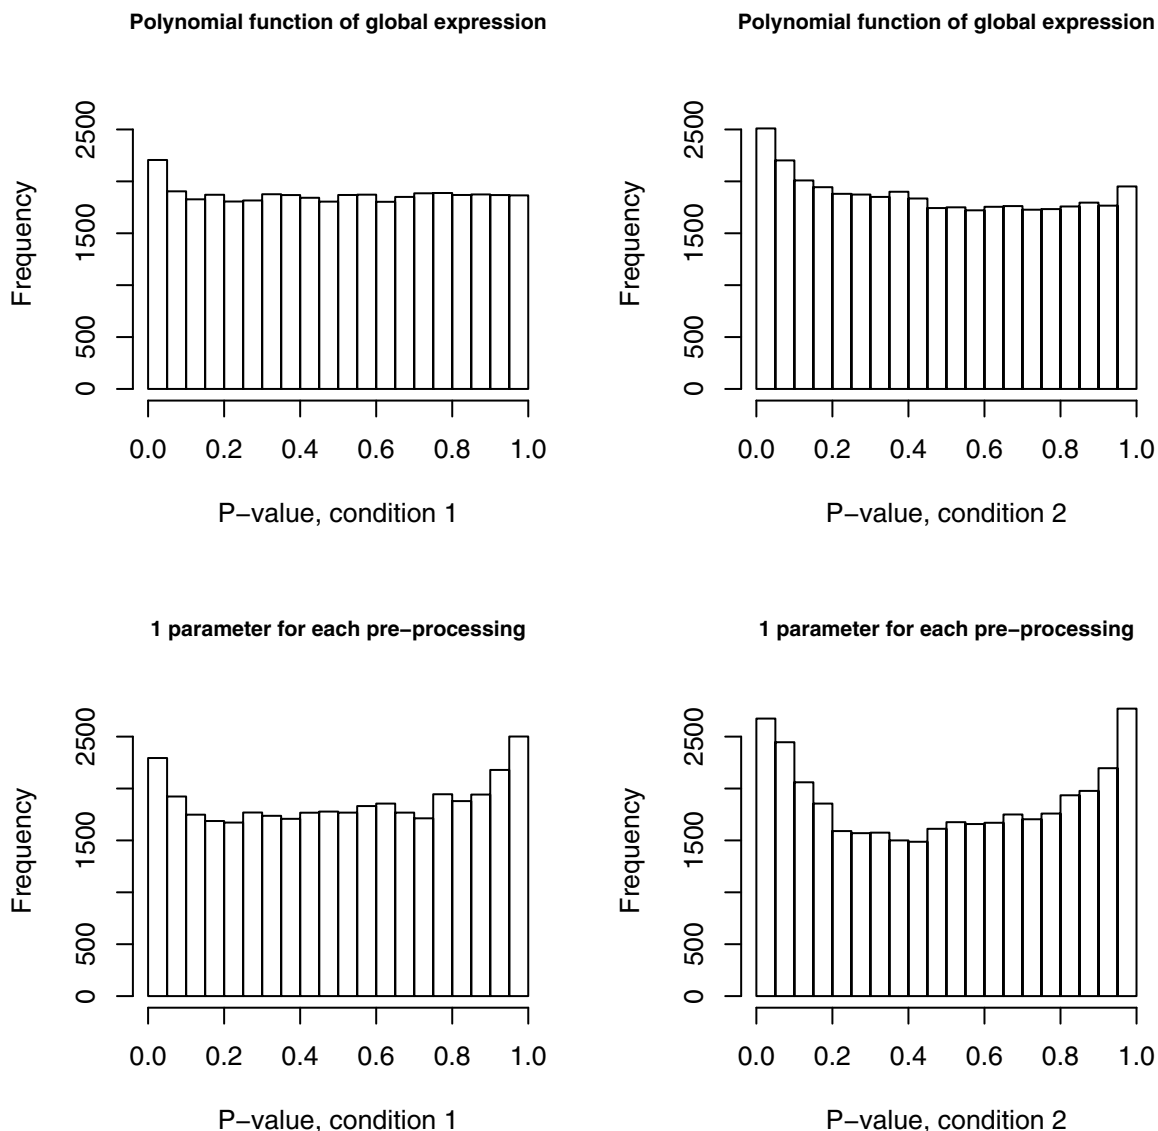 Polynomial function of global expression
Frequency
0 500 1500 2500
0.0 0.2 0.4 0.6 0.8 1.0
P−value, condition 1
Polynomial function of global expression
Frequency
0 500 1500 2500
0.0 0.2 0.4 0.6 0.8 1.0
P−value, condition 2
1 parameter for each pre−processing
Frequency
0 500 1500 2500
0.0 0.2 0.4 0.6 0.8 1.0
P−value, condition 1
1 parameter for each pre−processing
Frequency
0 500 1500 2500
0.0 0.2 0.4 0.6 0.8 1.0
P−value, condition 2